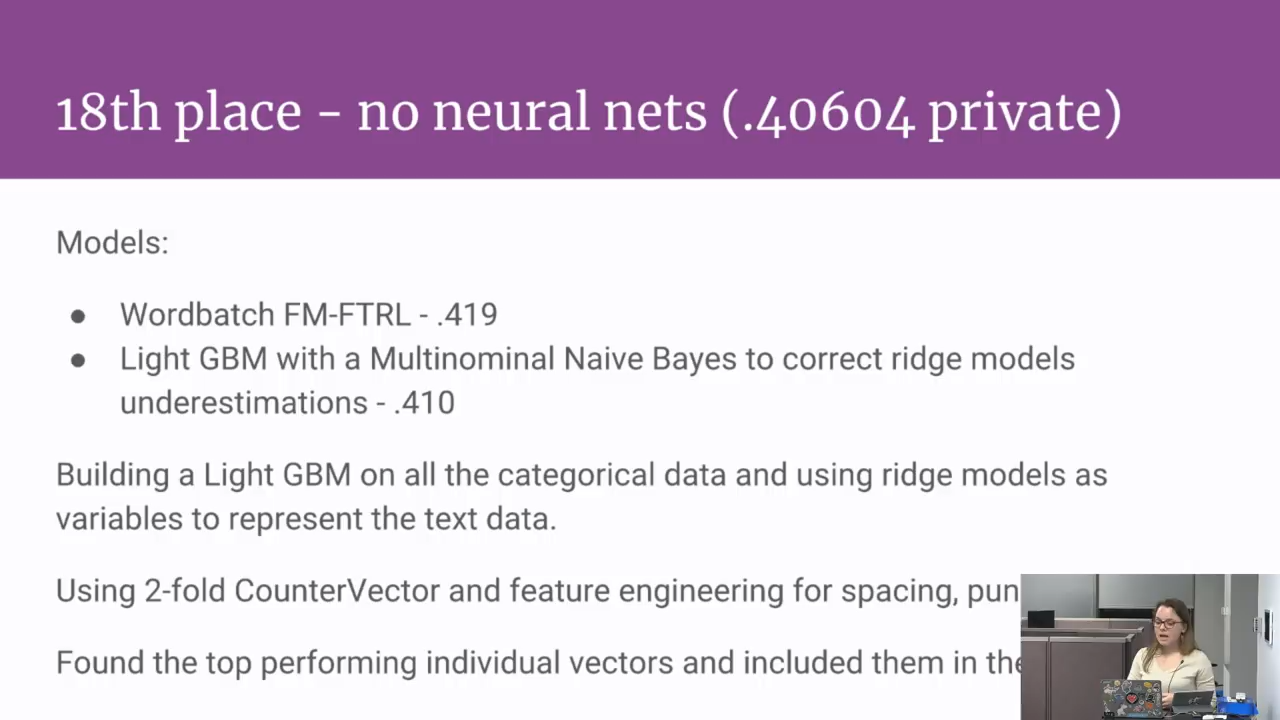 18th place - no neural nets (.40604 private)
Models:
● Wordbatch FM-FTRL - .419
● Light GBM with a Multinominal Naive Bayes to correct ridge models
underestimations - .410
Building a Light GBM on all the categorical data and using ridge models as
variables to represent the text data.
Using 2-fold CounterVector and feature engineering for spacing,
Found the top performing individual vectors and included them in